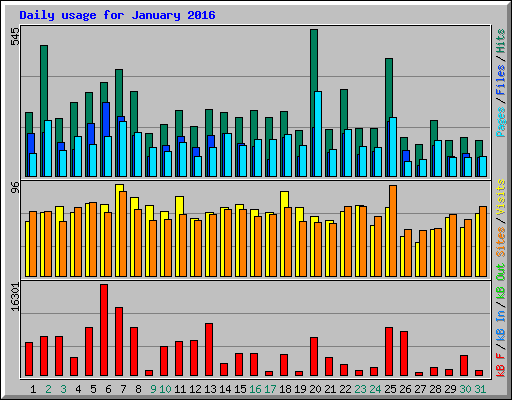 Daily usage for January 2016
545
96
16301
Pages / Files / Hits
Sites / Visits
kB F / kB In / kB Out
1 2 3 4 5 6 7 8 9 10 11 12 13 14 15 16 17 18 19 20 21 22 23 24 25 26 27 28 29 30 31